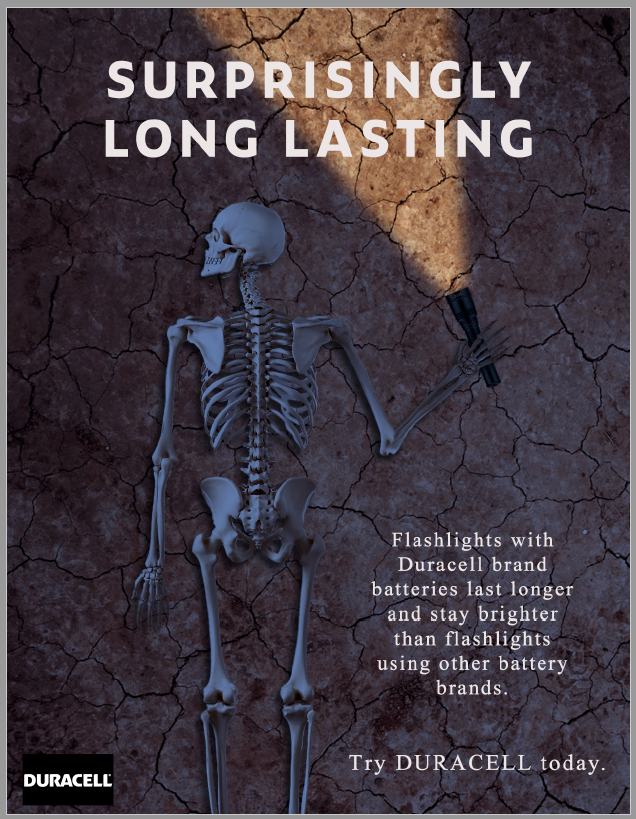 SURPRISINGLY
LONG LASTING
Flashlights with
Duracell brand
batteries last longer
and stay brighter
than flashlights
using other battery
brands.
Try DURACELL today.
DURACELL